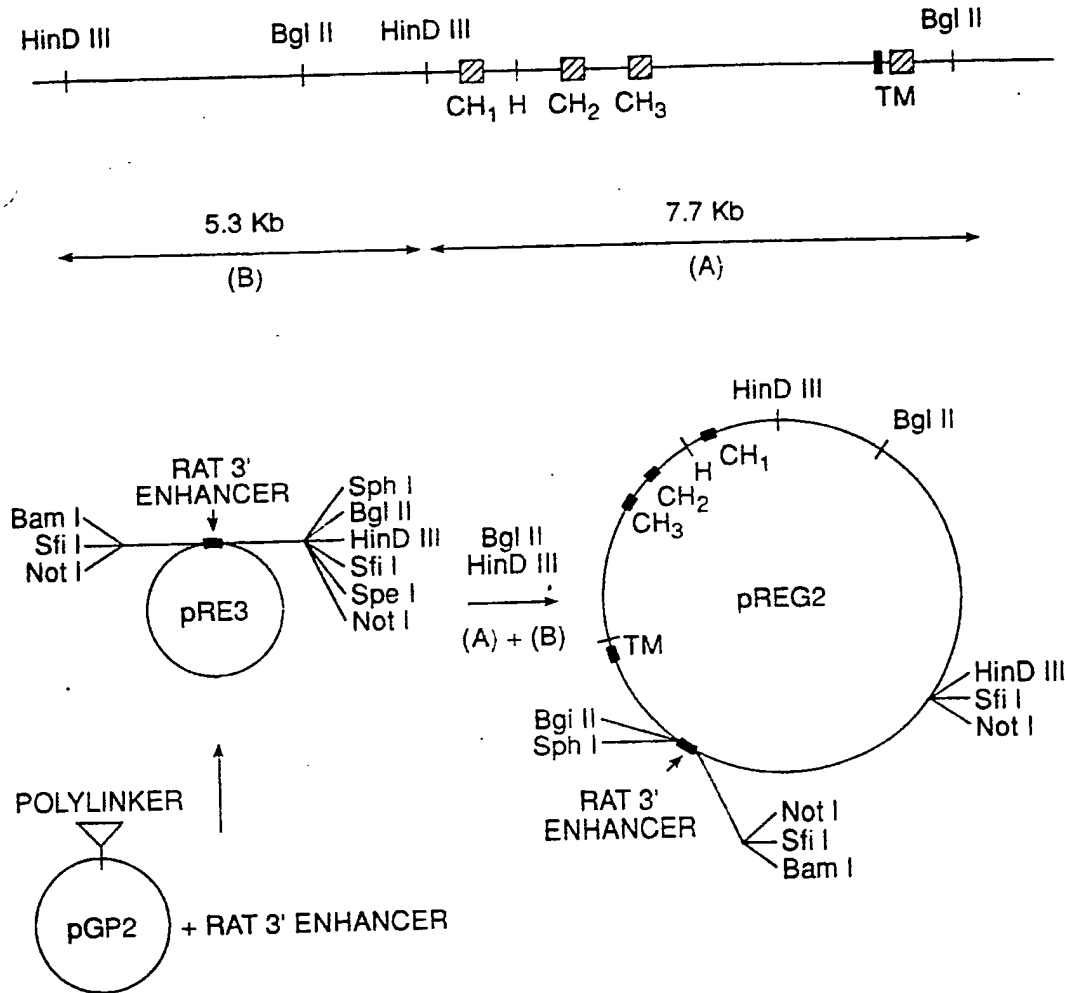 HinD III Bgl II HinD III Bgl II
CH1 H CH2 CH3 TM
5.3 Kb 7.7 Kb
(B) (A)
HinD III
Bgl II
CH1
H
CH2
CH3
pREG2
TM
Bgi II
Sph I
RAT 3'
ENHANCER
HinD III
Sfi I
Not I
Not I
Sfi I
Bam I
RAT 3'
ENHANCER
Bam I
Sfi I
Not I
Sph I
Bgl II
HinD III
Sfi I
Spe I
Not I
pRE3
Bgl II
HinD III
(A) + (B)
POLYLINKER
pGP2
+ RAT 3' ENHANCER